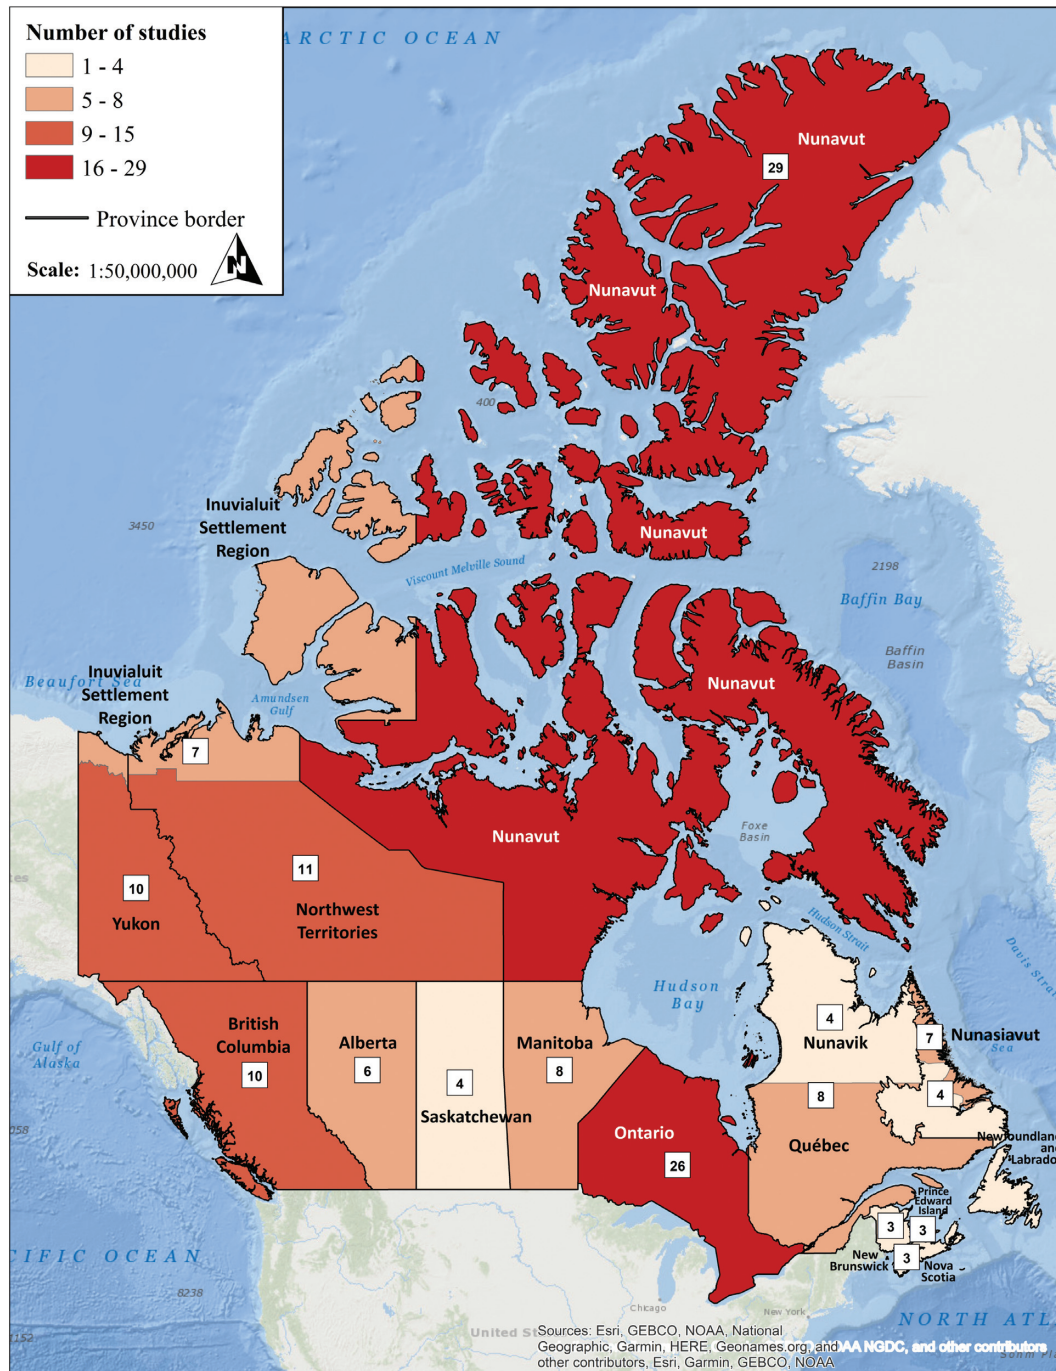 Number of studies
1 - 4
5 - 8
9 - 15
16 - 29
Province border
Scale: 1:50,000,000
N
ARCTIC OCEAN
Nunavut
29
Nunavut
400
Inuvialuit
Settlement
Region
3450
Nunavut
Viscount Melville Sound
2198
Baffin Bay
Baffin
Basin
Inuvialuit
Settlement
Region
Beaufort Sea
Amundsen
Gulf
Nunavut
7
Nunavut
Foxe
Basin
11
10
Northwest
Territories
Yukon
Hudson Strait
Davis Strait
Hudson
Bay
British
Columbia
10
Alberta
6
4
Saskatchewan
Manitoba
8
4
Nunavik
7
Nunasiavut
Sea
Gulf of
Alaska
8
4
Ontario
26
Québec
Newfoundland
and
Labrador
Prince
Edward
Island
3
3
3
New
Brunswick
Nova
Scotia
CIFIC OCEAN
8238
Chicago
New York
United St
NORTH ATL
Sources: Esri, GEBCO, NOAA, National
Geographic, Garmin, HERE, Geonames.org, and
other contributors, Esri, Garmin, GEBCO, NOAA
NOAA NGDC, and other contributors